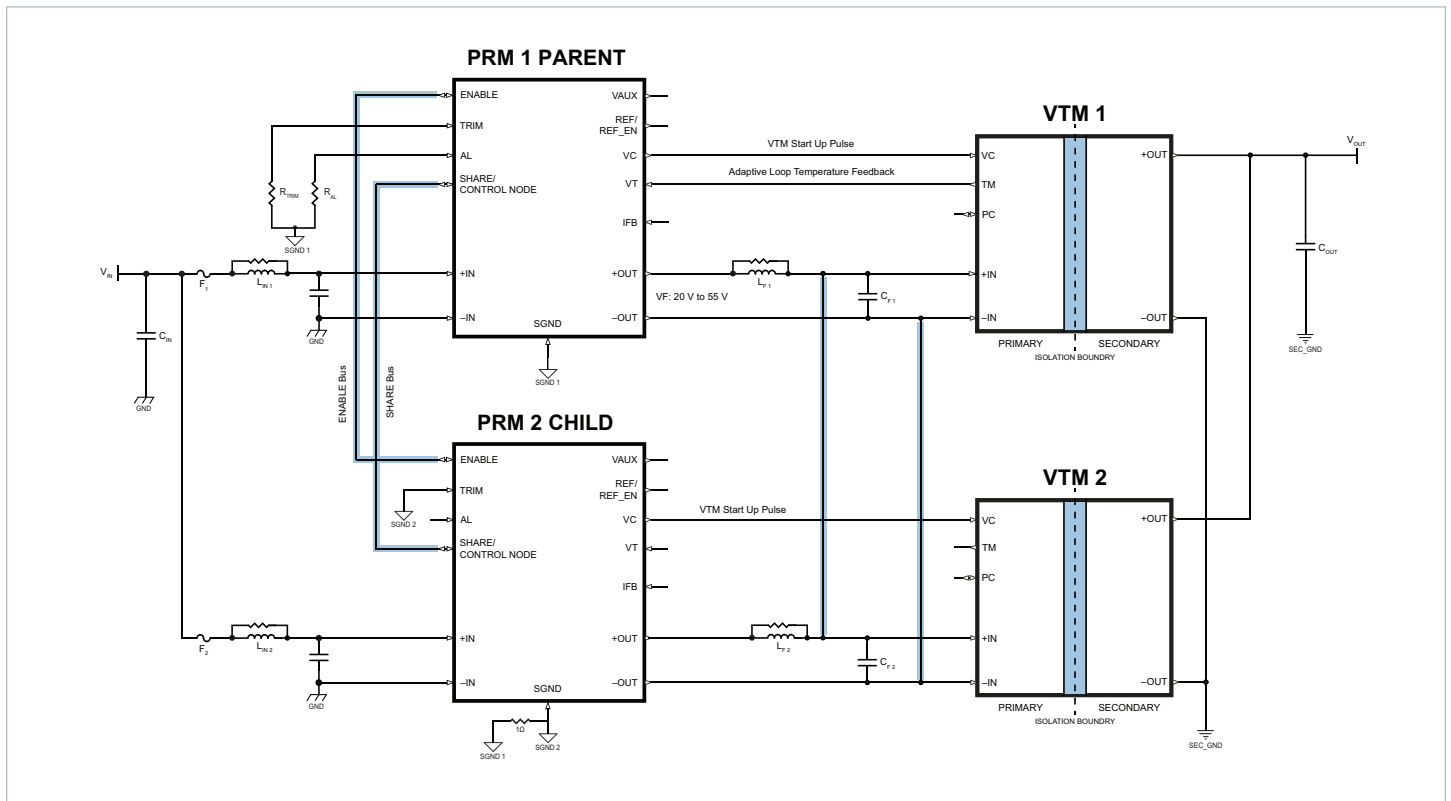 PRM 1 PARENT
ENABLE
TRIM
AL
SHARE/
CONTROL NODE
+IN
–IN
SGND
VAUX
REF/
REF_EN
VC
VT
IFB
+OUT
–OUT
R TRIM
R AL
SGND 1
V IN
F 1
L IN 1
C IN
GND
GND
SGND 1
ENABLE Bus
SHARE Bus
VTM Start Up Pulse
Adaptive Loop Temperature Feedback
L F 1
VF: 20 V to 55 V
C F 1
VTM 1
VC
TM
PC
+IN
–IN
+OUT
–OUT
PRIMARY
SECONDARY
ISOLATION BOUNDRY
V OUT
C OUT
SEC_GND
PRM 2 CHILD
ENABLE
TRIM
AL
SHARE/
CONTROL NODE
+IN
–IN
SGND
VAUX
REF/
REF_EN
VC
VT
IFB
+OUT
–OUT
SGND 2
F 2
L IN 2
GND
1Ω
SGND 1
SGND 2
VTM Start Up Pulse
L F 2
C F 2
VTM 2
VC
TM
PC
+IN
–IN
+OUT
–OUT
PRIMARY
SECONDARY
ISOLATION BOUNDRY
SEC_GND